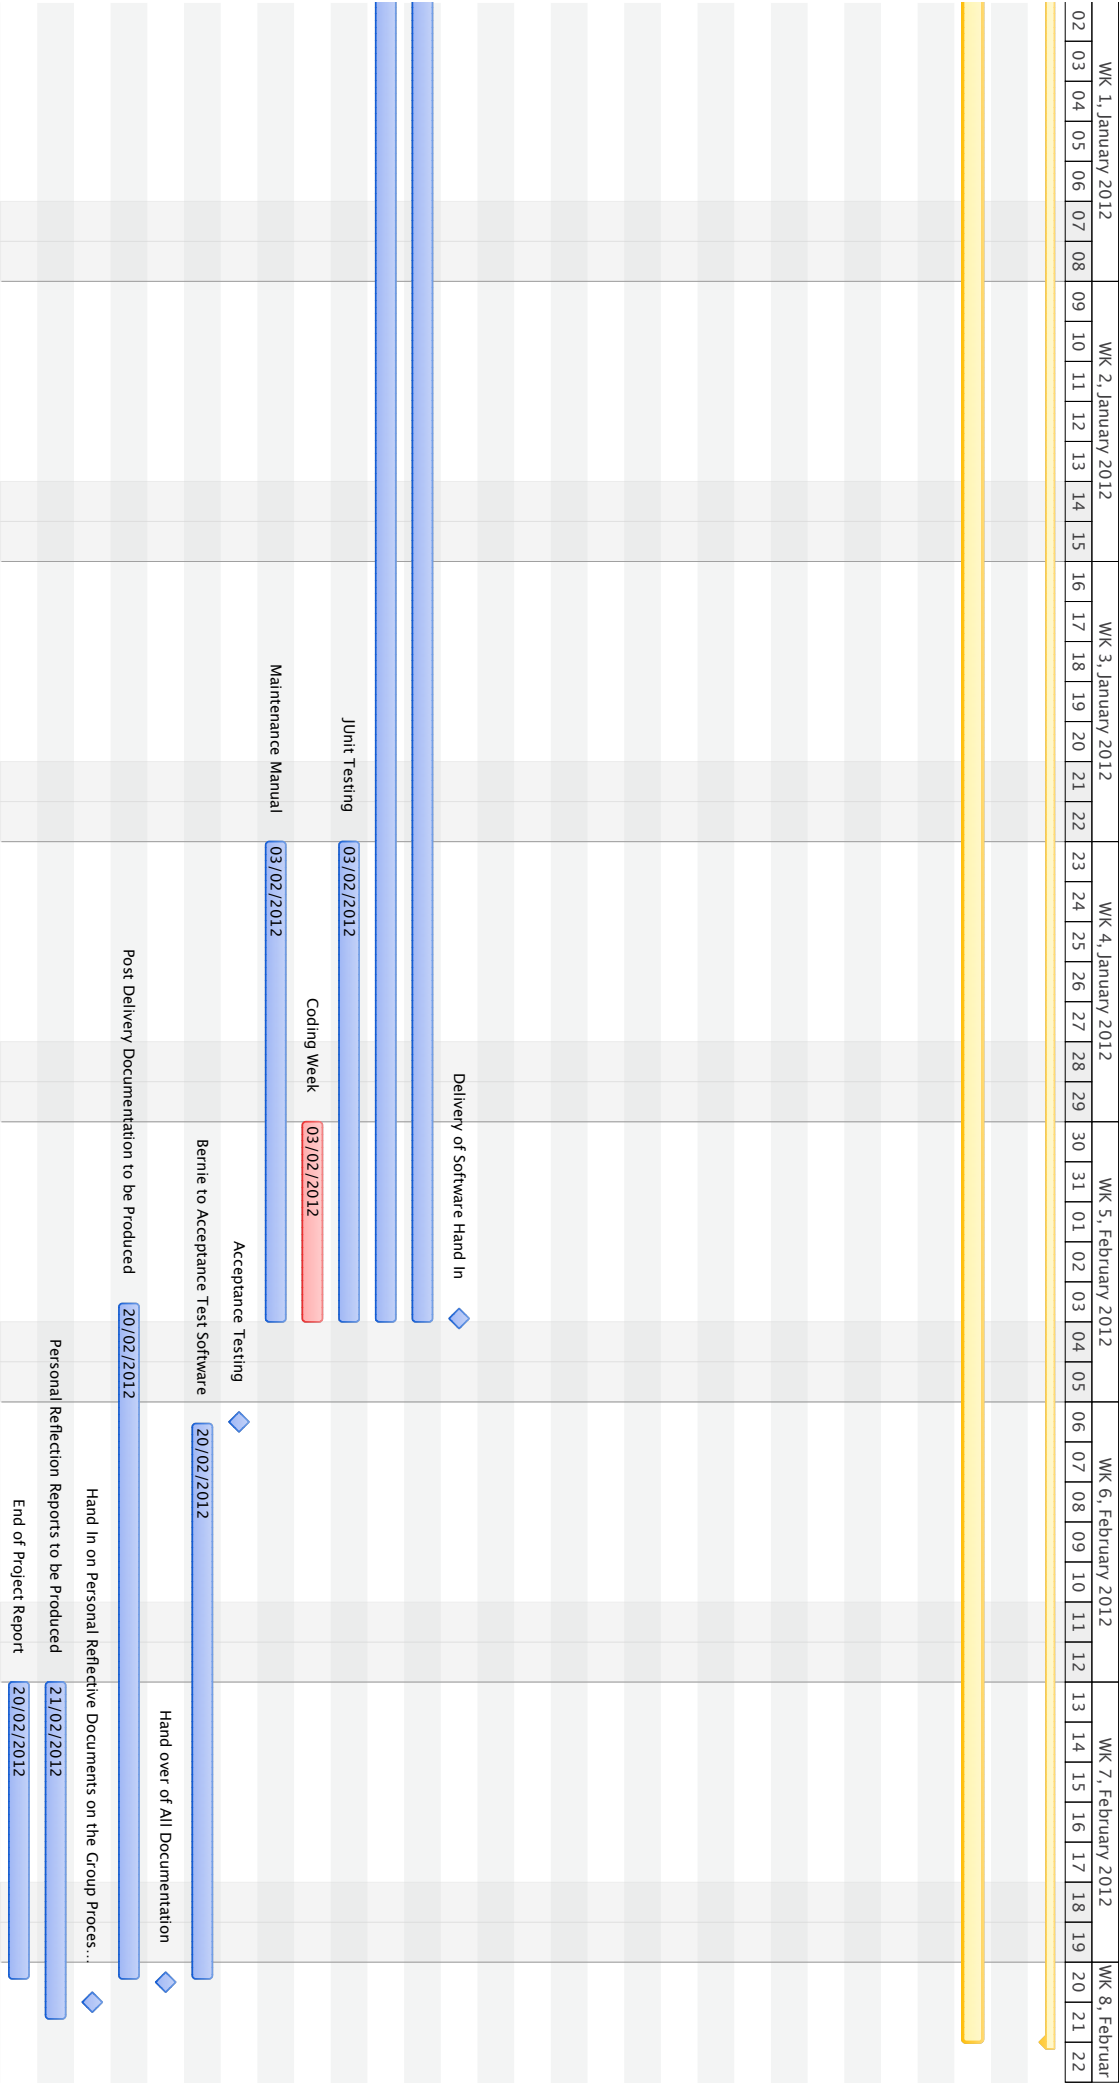 WK 1, January 2012
WK 2, January 2012
WK 3, January 2012
WK 4, January 2012
WK 5, February 2012
WK 6, February 2012
WK 7, February 2012
WK 8, Februar
02 03 04 05 06 07 08 09 10 11 12 13 14 15 16 17 18 19 20 21 22 23 24 25 26 27 28 29 30 31 01 02 03 04 05 06 07 08 09 10 11 12 13 14 15 16 17 18 19 20 21 22
Delivery of Software Hand In
JUnit Testing
03/02/2012
Coding Week
03/02/2012
Maintenance Manual
03/02/2012
Acceptance Testing
Bernie to Acceptance Test Software
20/02/2012
Hand over of All Documentation
Post Delivery Documentation to be Produced
20/02/2012
Hand In on Personal Reflective Documents on the Group Proces...
Personal Reflection Reports to be Produced
21/02/2012
End of Project Report
20/02/2012